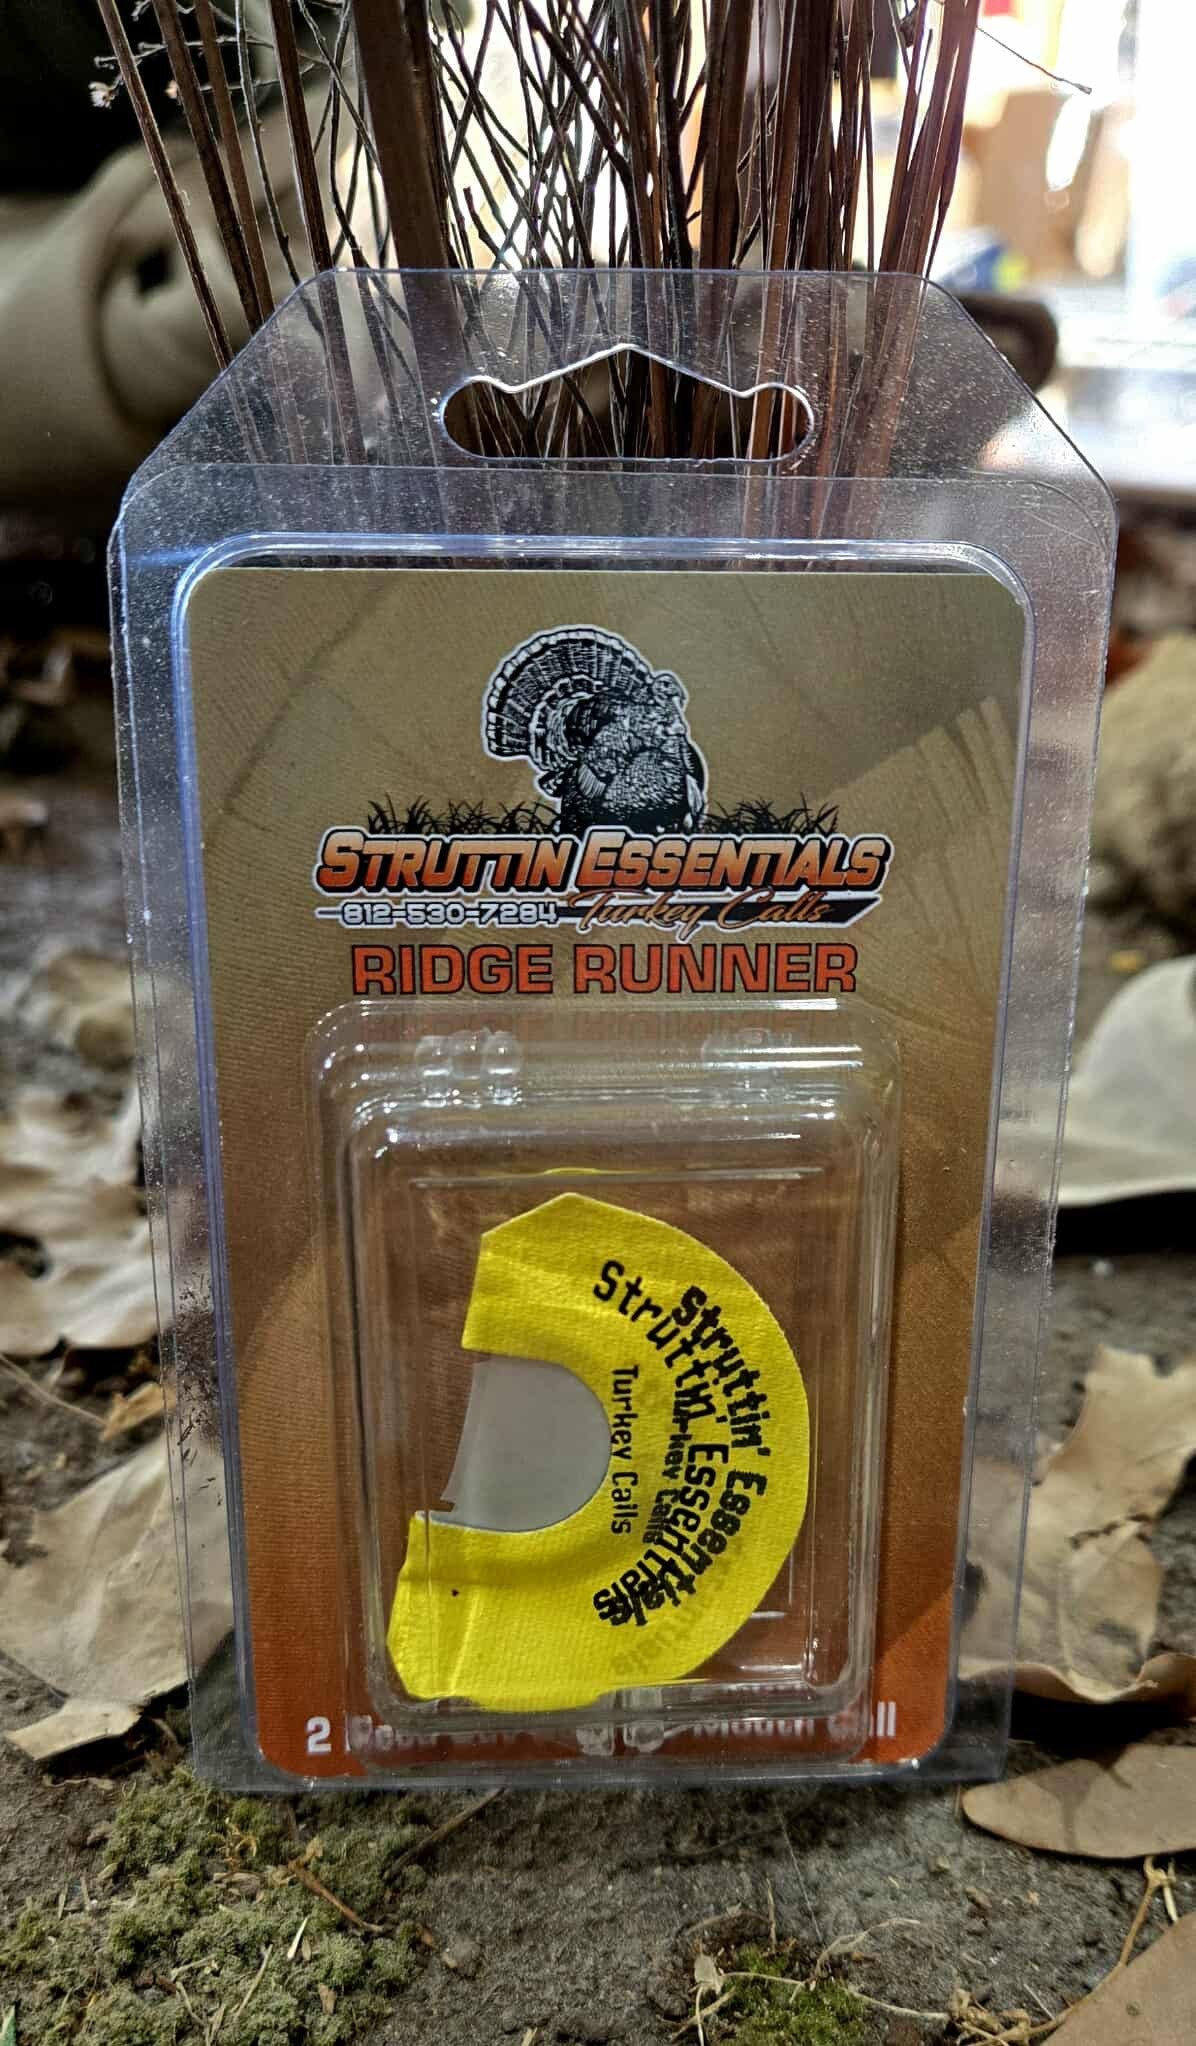 STRUTTIN ESSENTIALS
812-530-7284 Turkey Calls
RIDGE RUNNER
Struttin' Essentials
Struttin' Essentials
Turkey Calls
Turkey Calls
2 Mouth Call